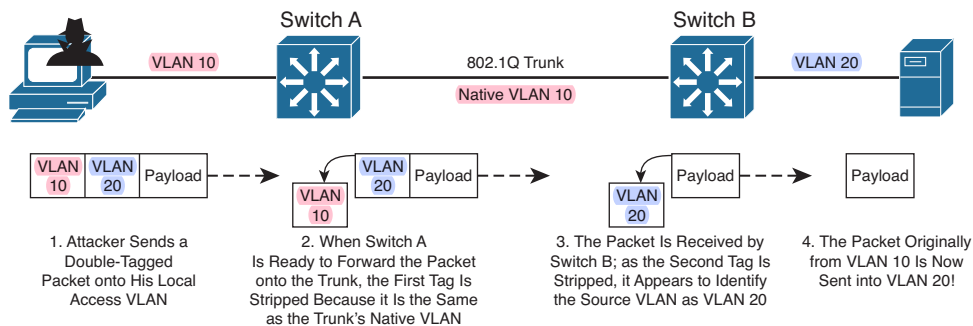 Switch A
Switch B
VLAN 10
802.1Q Trunk
Native VLAN 10
VLAN 20
VLAN
10
VLAN
20
Payload
VLAN
10
VLAN
20
Payload
VLAN
20
Payload
Payload
1. Attacker Sends a
Double-Tagged
Packet onto His Local
Access VLAN
2. When Switch A
Is Ready to Forward the Packet
onto the Trunk, the First Tag Is
Stripped Because it Is the Same
as the Trunk's Native VLAN
3. The Packet Is Received by
Switch B; as the Second Tag Is
Stripped, it Appears to Identify
the Source VLAN as VLAN 20
4. The Packet Originally
from VLAN 10 Is Now
Sent into VLAN 20!